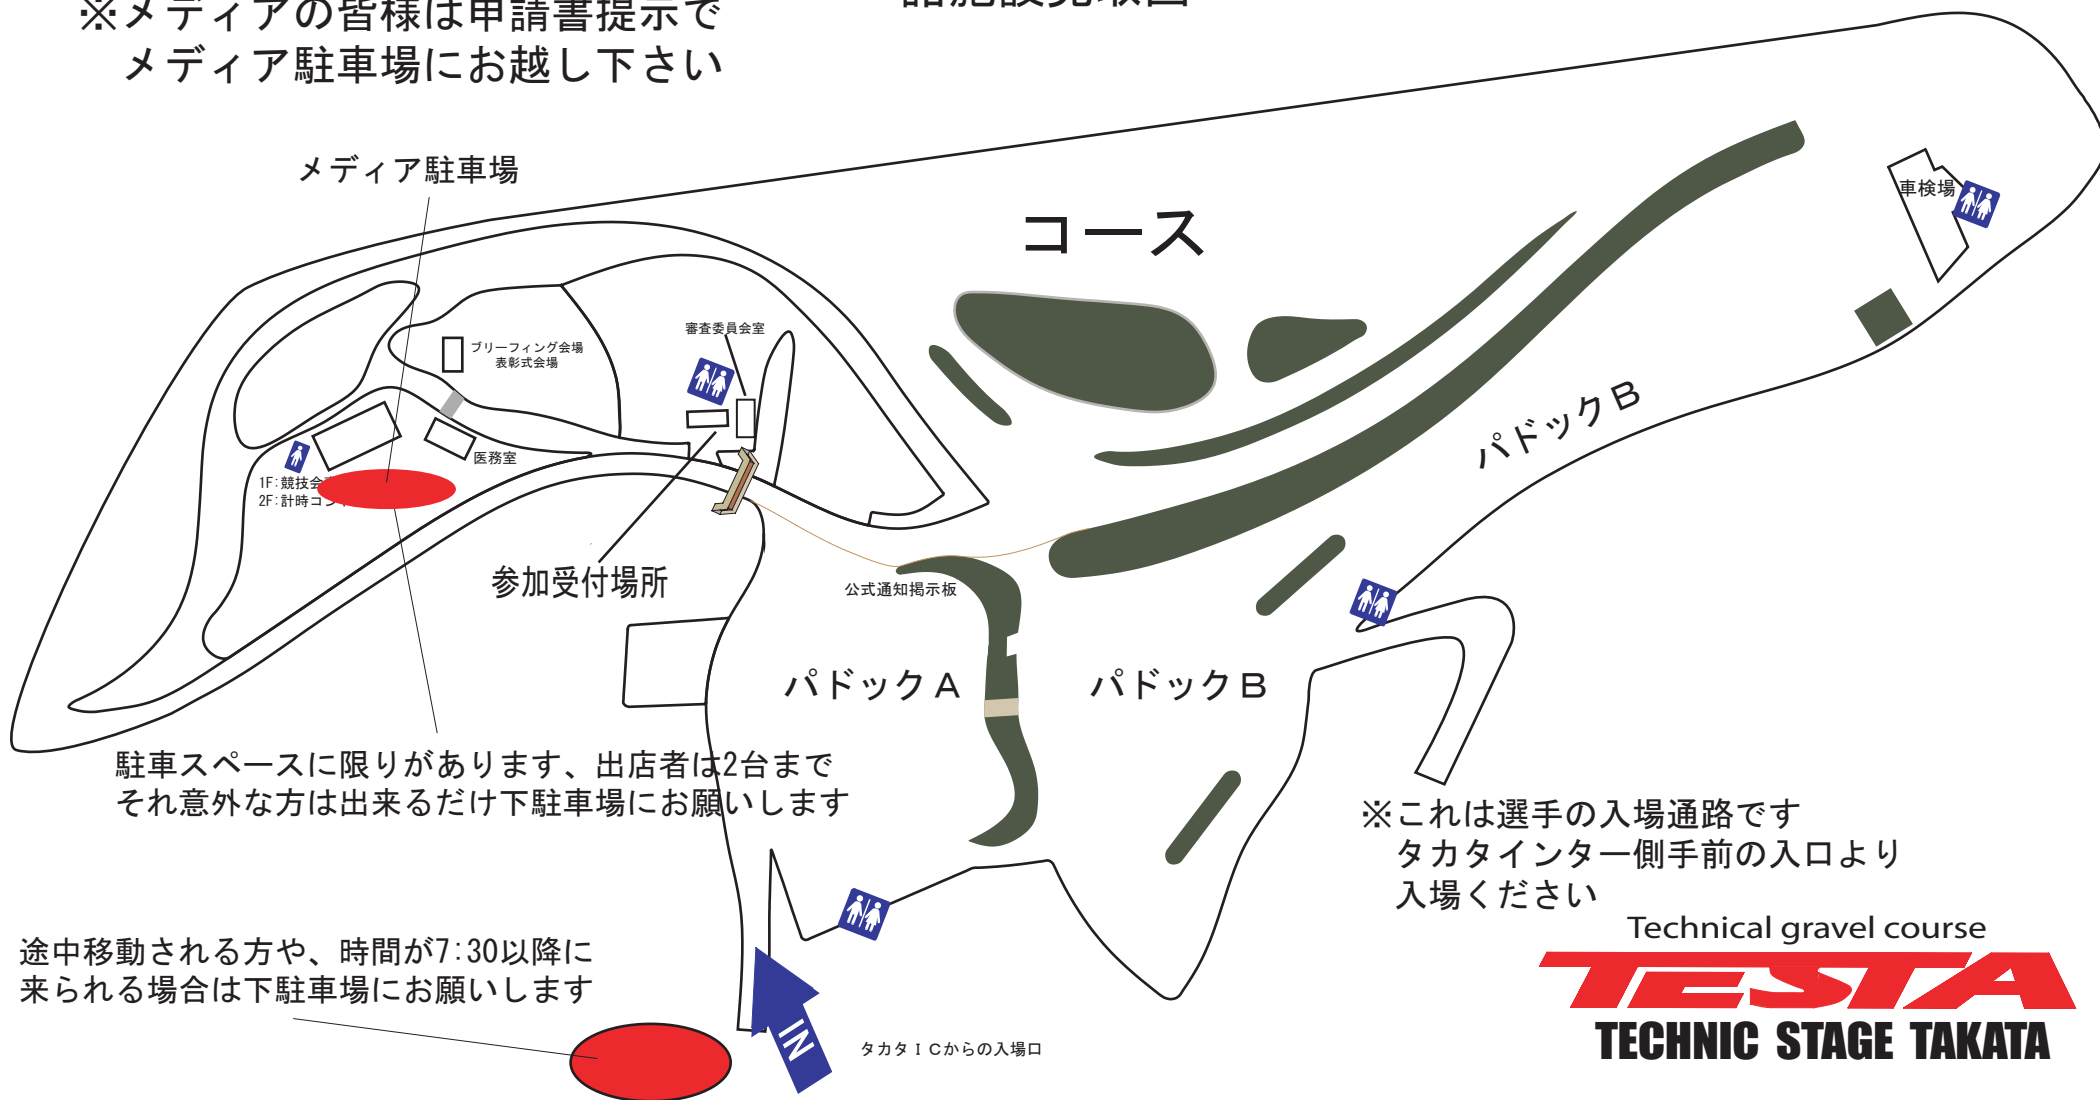 ※メディアの皆様は申請書提示で
メディア駐車場にお越し下さい
メディア駐車場
コース
車検場
審査委員会室
ブリーフィング会場
表彰式会場
パドックB
医務室
1F:競技会
2F:計時コン
参加受付場所
公式通知掲示板
パドックA
パドックB
駐車スペースに限りがあります、出店者は2台まで
それ意外な方は出来るだけ下駐車場にお願いします
※これは選手の入場通路です
タカタインター側手前の入口より
入場ください
途中移動される方や、時間が7:30以降に
来られる場合は下駐車場にお願いします
IN
タカタICからの入場口
Technical gravel course
TESTA
TECHNIC STAGE TAKATA